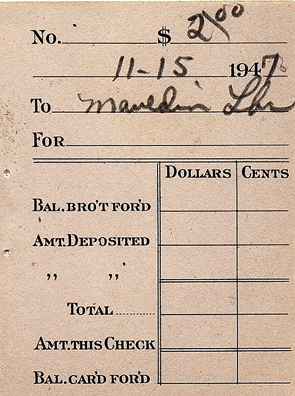 No. $ 2/00
11-15 1947
To Mauldin Lbr
For
Dollars Cents
Bal. bro't for'd
Amt. Deposited
,, ,,
Total
Amt. this Check
Bal. car'd for'd